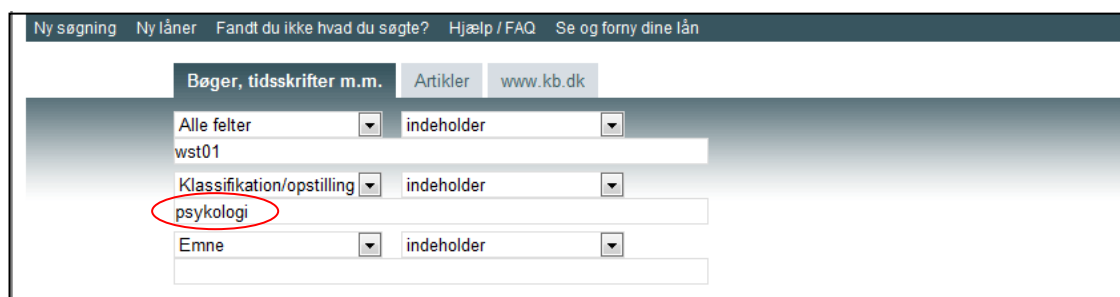 Ny søgning Ny låner Fandt du ikke hvad du søgte? Hjælp / FAQ Se og forny dine lån
Bøger, tidsskrifter m.m. Artikler www.kb.dk
Alle felter indeholder
wst01
Klassifikation/opstilling indeholder
psykologi
Emne indeholder